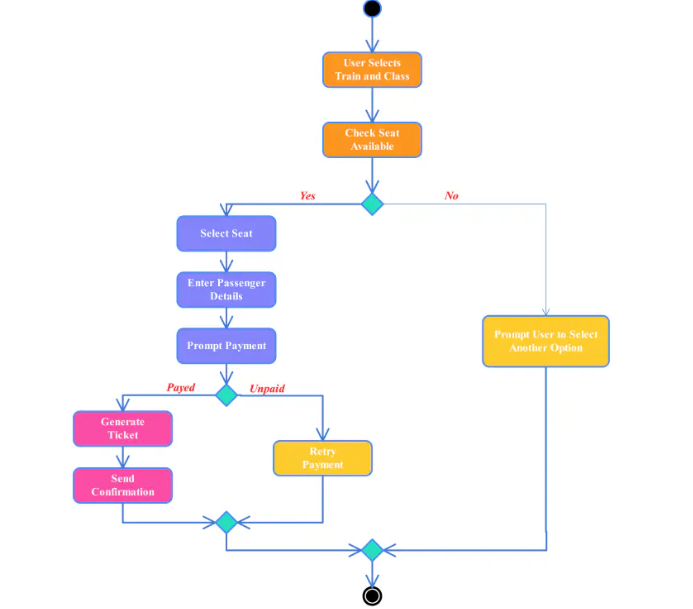 User Selects
Train and Class
Check Seat
Available
Yes
No
Select Seat
Enter Passenger
Details
Prompt Payment
Prompt User to Select
Another Option
Payed
Unpaid
Generate
Ticket
Retry
Payment
Send
Confirmation